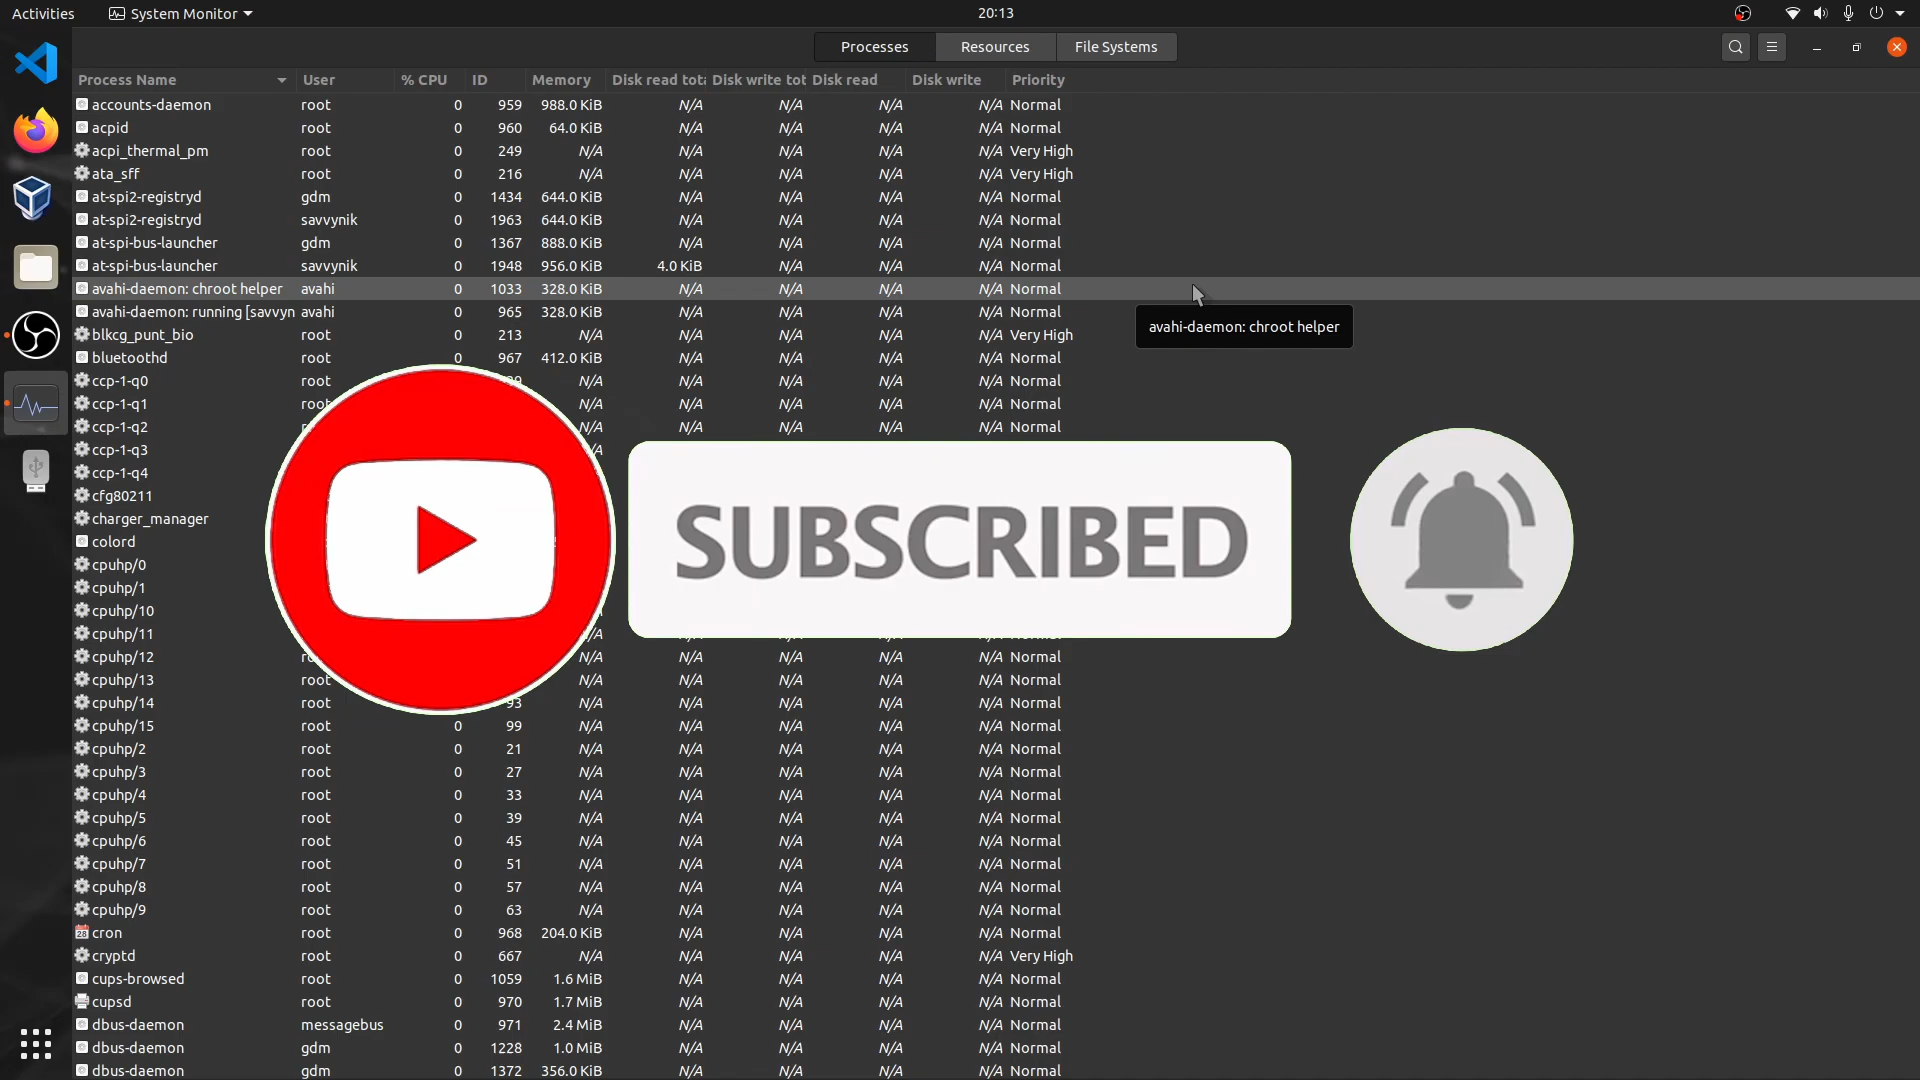 Activities System Monitor 20:13
Processes Resources File Systems
Process Name User % CPU ID Memory Disk read tota Disk write tot Disk read Disk write Priority
accounts-daemon root 0 959 988.0 KiB N/A N/A N/A N/A Normal
acpid root 0 960 64.0 KiB N/A N/A N/A N/A Normal
acpi_thermal_pm root 0 249 N/A N/A N/A N/A N/A Very High
ata_sff root 0 216 N/A N/A N/A N/A N/A Very High
at-spi2-registryd gdm 0 1434 644.0 KiB N/A N/A N/A N/A Normal
at-spi2-registryd savvynik 0 1963 644.0 KiB N/A N/A N/A N/A Normal
at-spi-bus-launcher gdm 0 1367 888.0 KiB N/A N/A N/A N/A Normal
at-spi-bus-launcher savvynik 0 1948 956.0 KiB 4.0 KiB N/A N/A N/A Normal
avahi-daemon: chroot helper avahi 0 1033 328.0 KiB N/A N/A N/A N/A Normal
avahi-daemon: running [savvyn avahi 0 965 328.0 KiB N/A N/A N/A N/A Normal
avahi-daemon: chroot helper
blkcg_punt_bio root 0 213 N/A N/A N/A N/A N/A Very High
bluetoothd root 0 967 412.0 KiB N/A N/A N/A N/A Normal
ccp-1-q0 root N/A N/A N/A N/A N/A Normal
ccp-1-q1 root N/A N/A N/A N/A N/A Normal
ccp-1-q2 N/A N/A N/A N/A N/A Normal
ccp-1-q3
ccp-1-q4
cfg80211
charger_manager
SUBSCRIBED
colord
cpuhp/0
cpuhp/1
cpuhp/10
cpuhp/11
cpuhp/12 N/A N/A N/A N/A N/A Normal
cpuhp/13 root N/A N/A N/A N/A N/A Normal
cpuhp/14 root 93 N/A N/A N/A N/A N/A Normal
cpuhp/15 root 0 99 N/A N/A N/A N/A N/A Normal
cpuhp/2 root 0 21 N/A N/A N/A N/A N/A Normal
cpuhp/3 root 0 27 N/A N/A N/A N/A N/A Normal
cpuhp/4 root 0 33 N/A N/A N/A N/A N/A Normal
cpuhp/5 root 0 39 N/A N/A N/A N/A N/A Normal
cpuhp/6 root 0 45 N/A N/A N/A N/A N/A Normal
cpuhp/7 root 0 51 N/A N/A N/A N/A N/A Normal
cpuhp/8 root 0 57 N/A N/A N/A N/A N/A Normal
cpuhp/9 root 0 63 N/A N/A N/A N/A N/A Normal
28 cron root 0 968 204.0 KiB N/A N/A N/A N/A Normal
cryptd root 0 667 N/A N/A N/A N/A N/A Very High
cups-browsed root 0 1059 1.6 MiB N/A N/A N/A N/A Normal
cupsd root 0 970 1.7 MiB N/A N/A N/A N/A Normal
dbus-daemon messagebus 0 971 2.4 MiB N/A N/A N/A N/A Normal
dbus-daemon gdm 0 1228 1.0 MiB N/A N/A N/A N/A Normal
dbus-daemon gdm 0 1372 356.0 KiB N/A N/A N/A N/A Normal